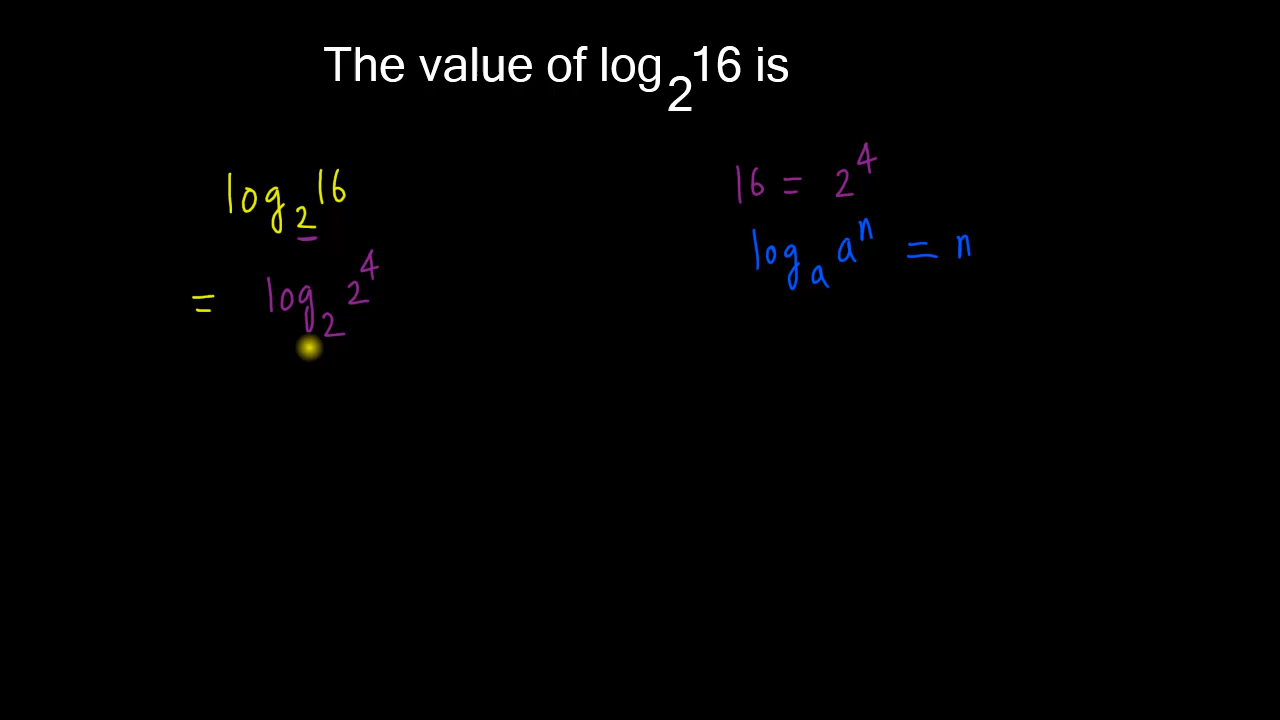 The value of log₂16 is
log₂16
= log₂2⁴
16 = 2⁴
logₐaⁿ = n